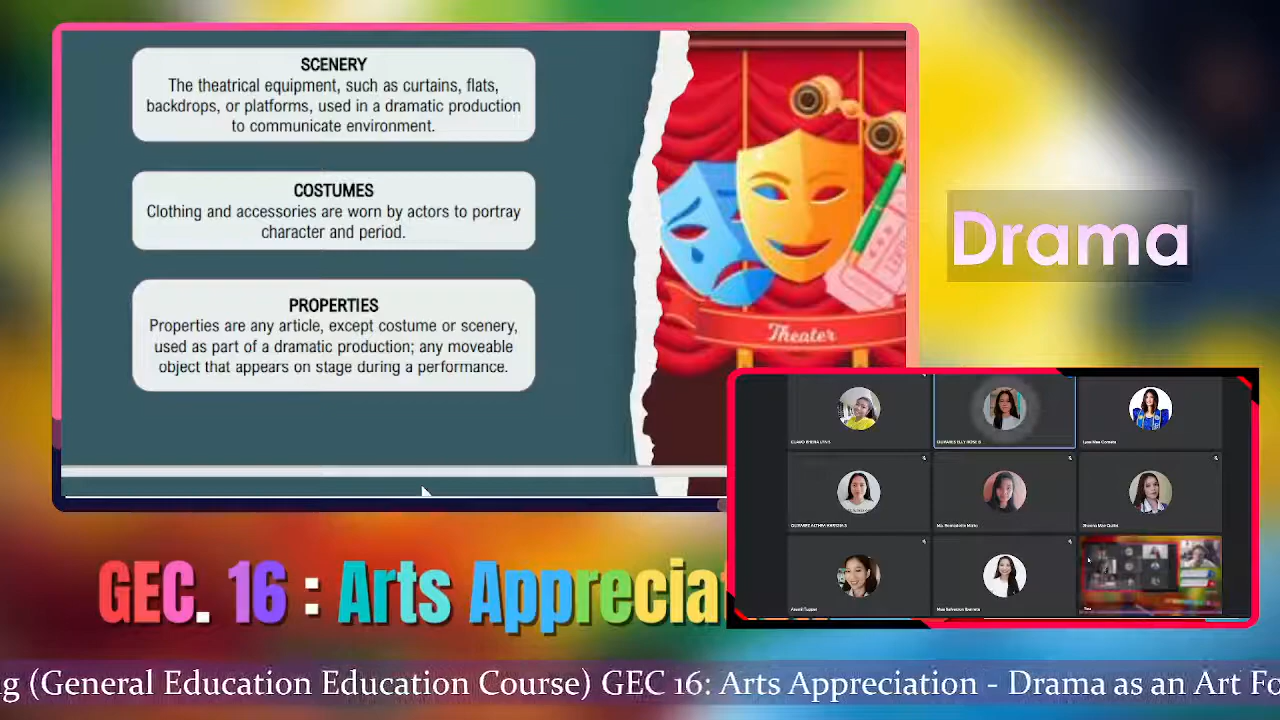 SCENERY
The theatrical equipment, such as curtains, flats,
backdrops, or platforms, used in a dramatic production
to communicate environment.
COSTUMES
Clothing and accessories are worn by actors to portray
character and period.
PROPERTIES
Properties are any article, except costume or scenery,
used as part of a dramatic production; any moveable
object that appears on stage during a performance.
Theater
Drama
You
GEC. 16 : Arts Apprecia
g (General Education Education Course) GEC 16: Arts Appreciation - Drama as an Art Fo